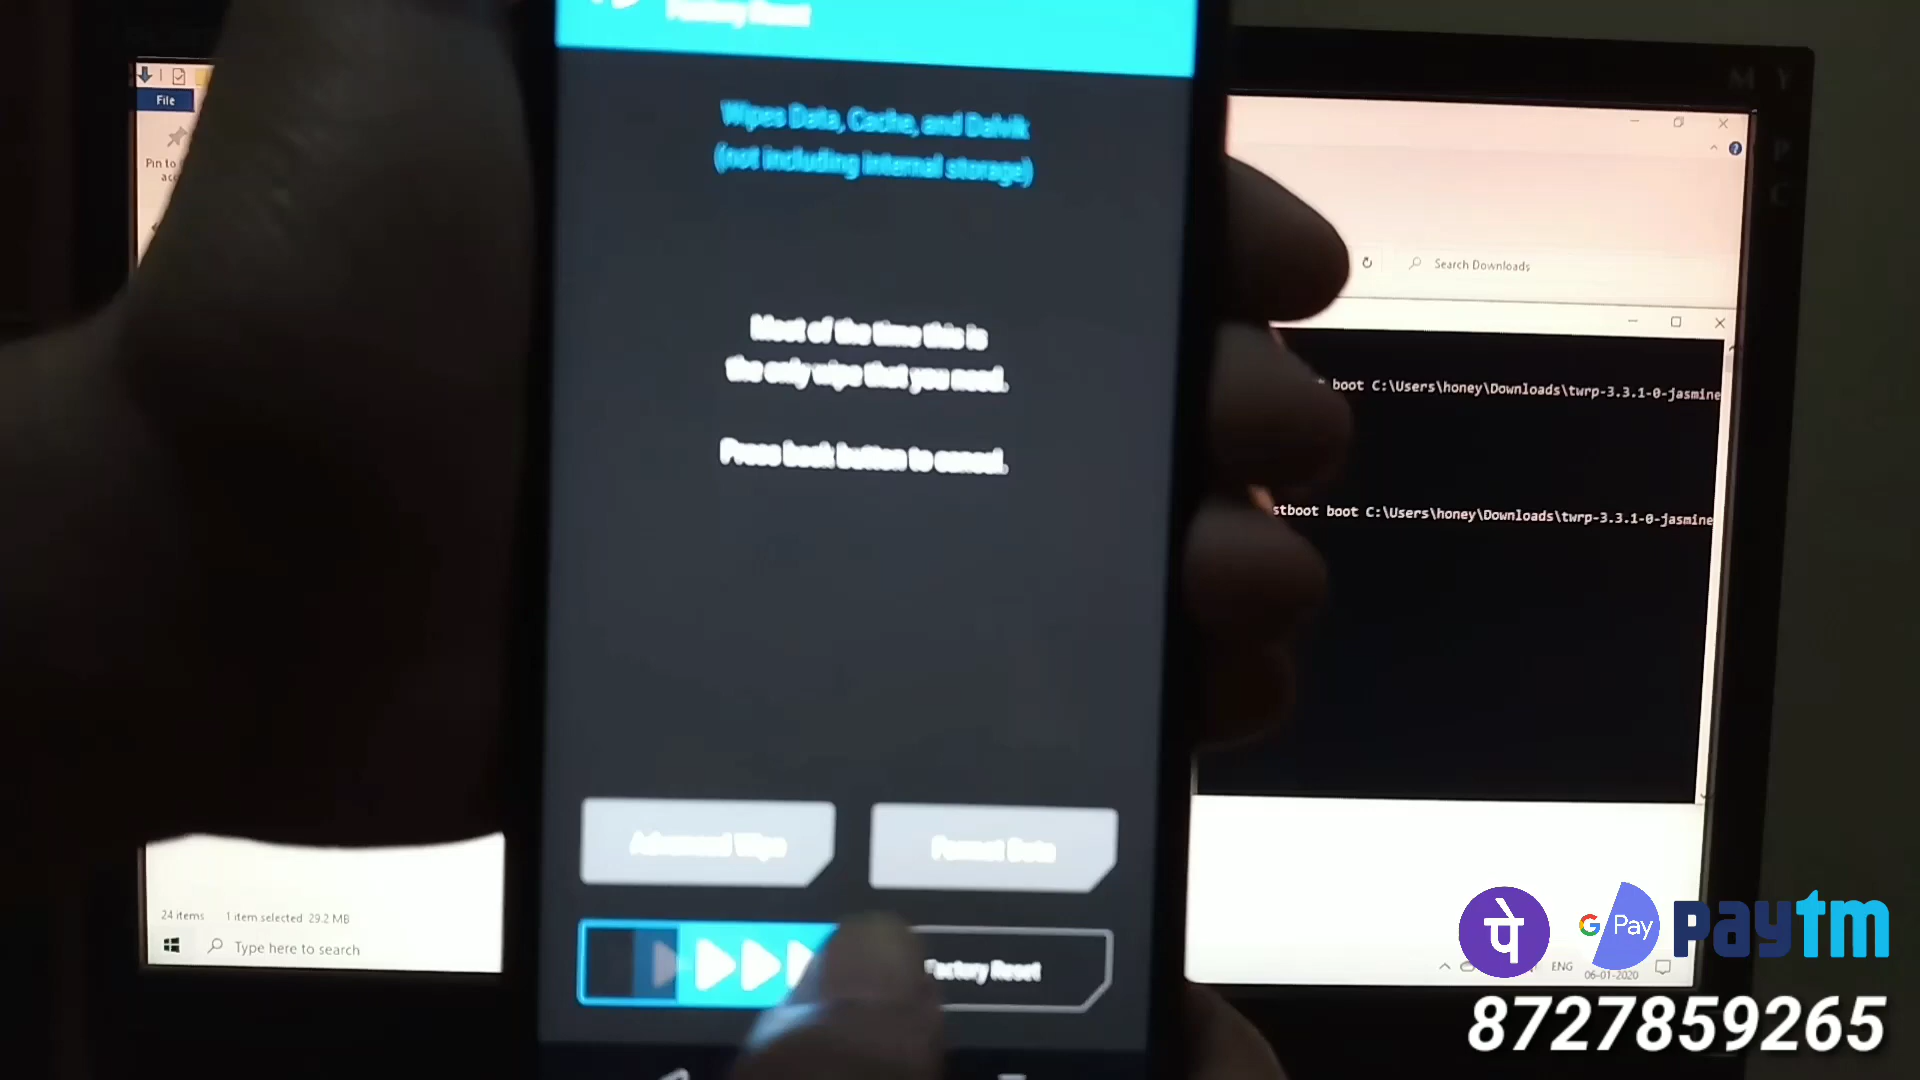 Factory Reset
Wipes Data, Cache, and Dalvik
(not including internal storage)
Most of the time this is
the only wipe that you need.
Press back button to cancel.
Advanced Wipe
Format Data
Factory Reset
File
Pin to
acc
24 items 1 item selected 29.2 MB
Type here to search
M Y
P C
Search Downloads
boot C:\Users\honey\Downloads\twrp-3.3.1-0-jasmine
stboot boot C:\Users\honey\Downloads\twrp-3.3.1-0-jasmine
ENG
06-01-2020
पे
G Pay
paytm
8727859265